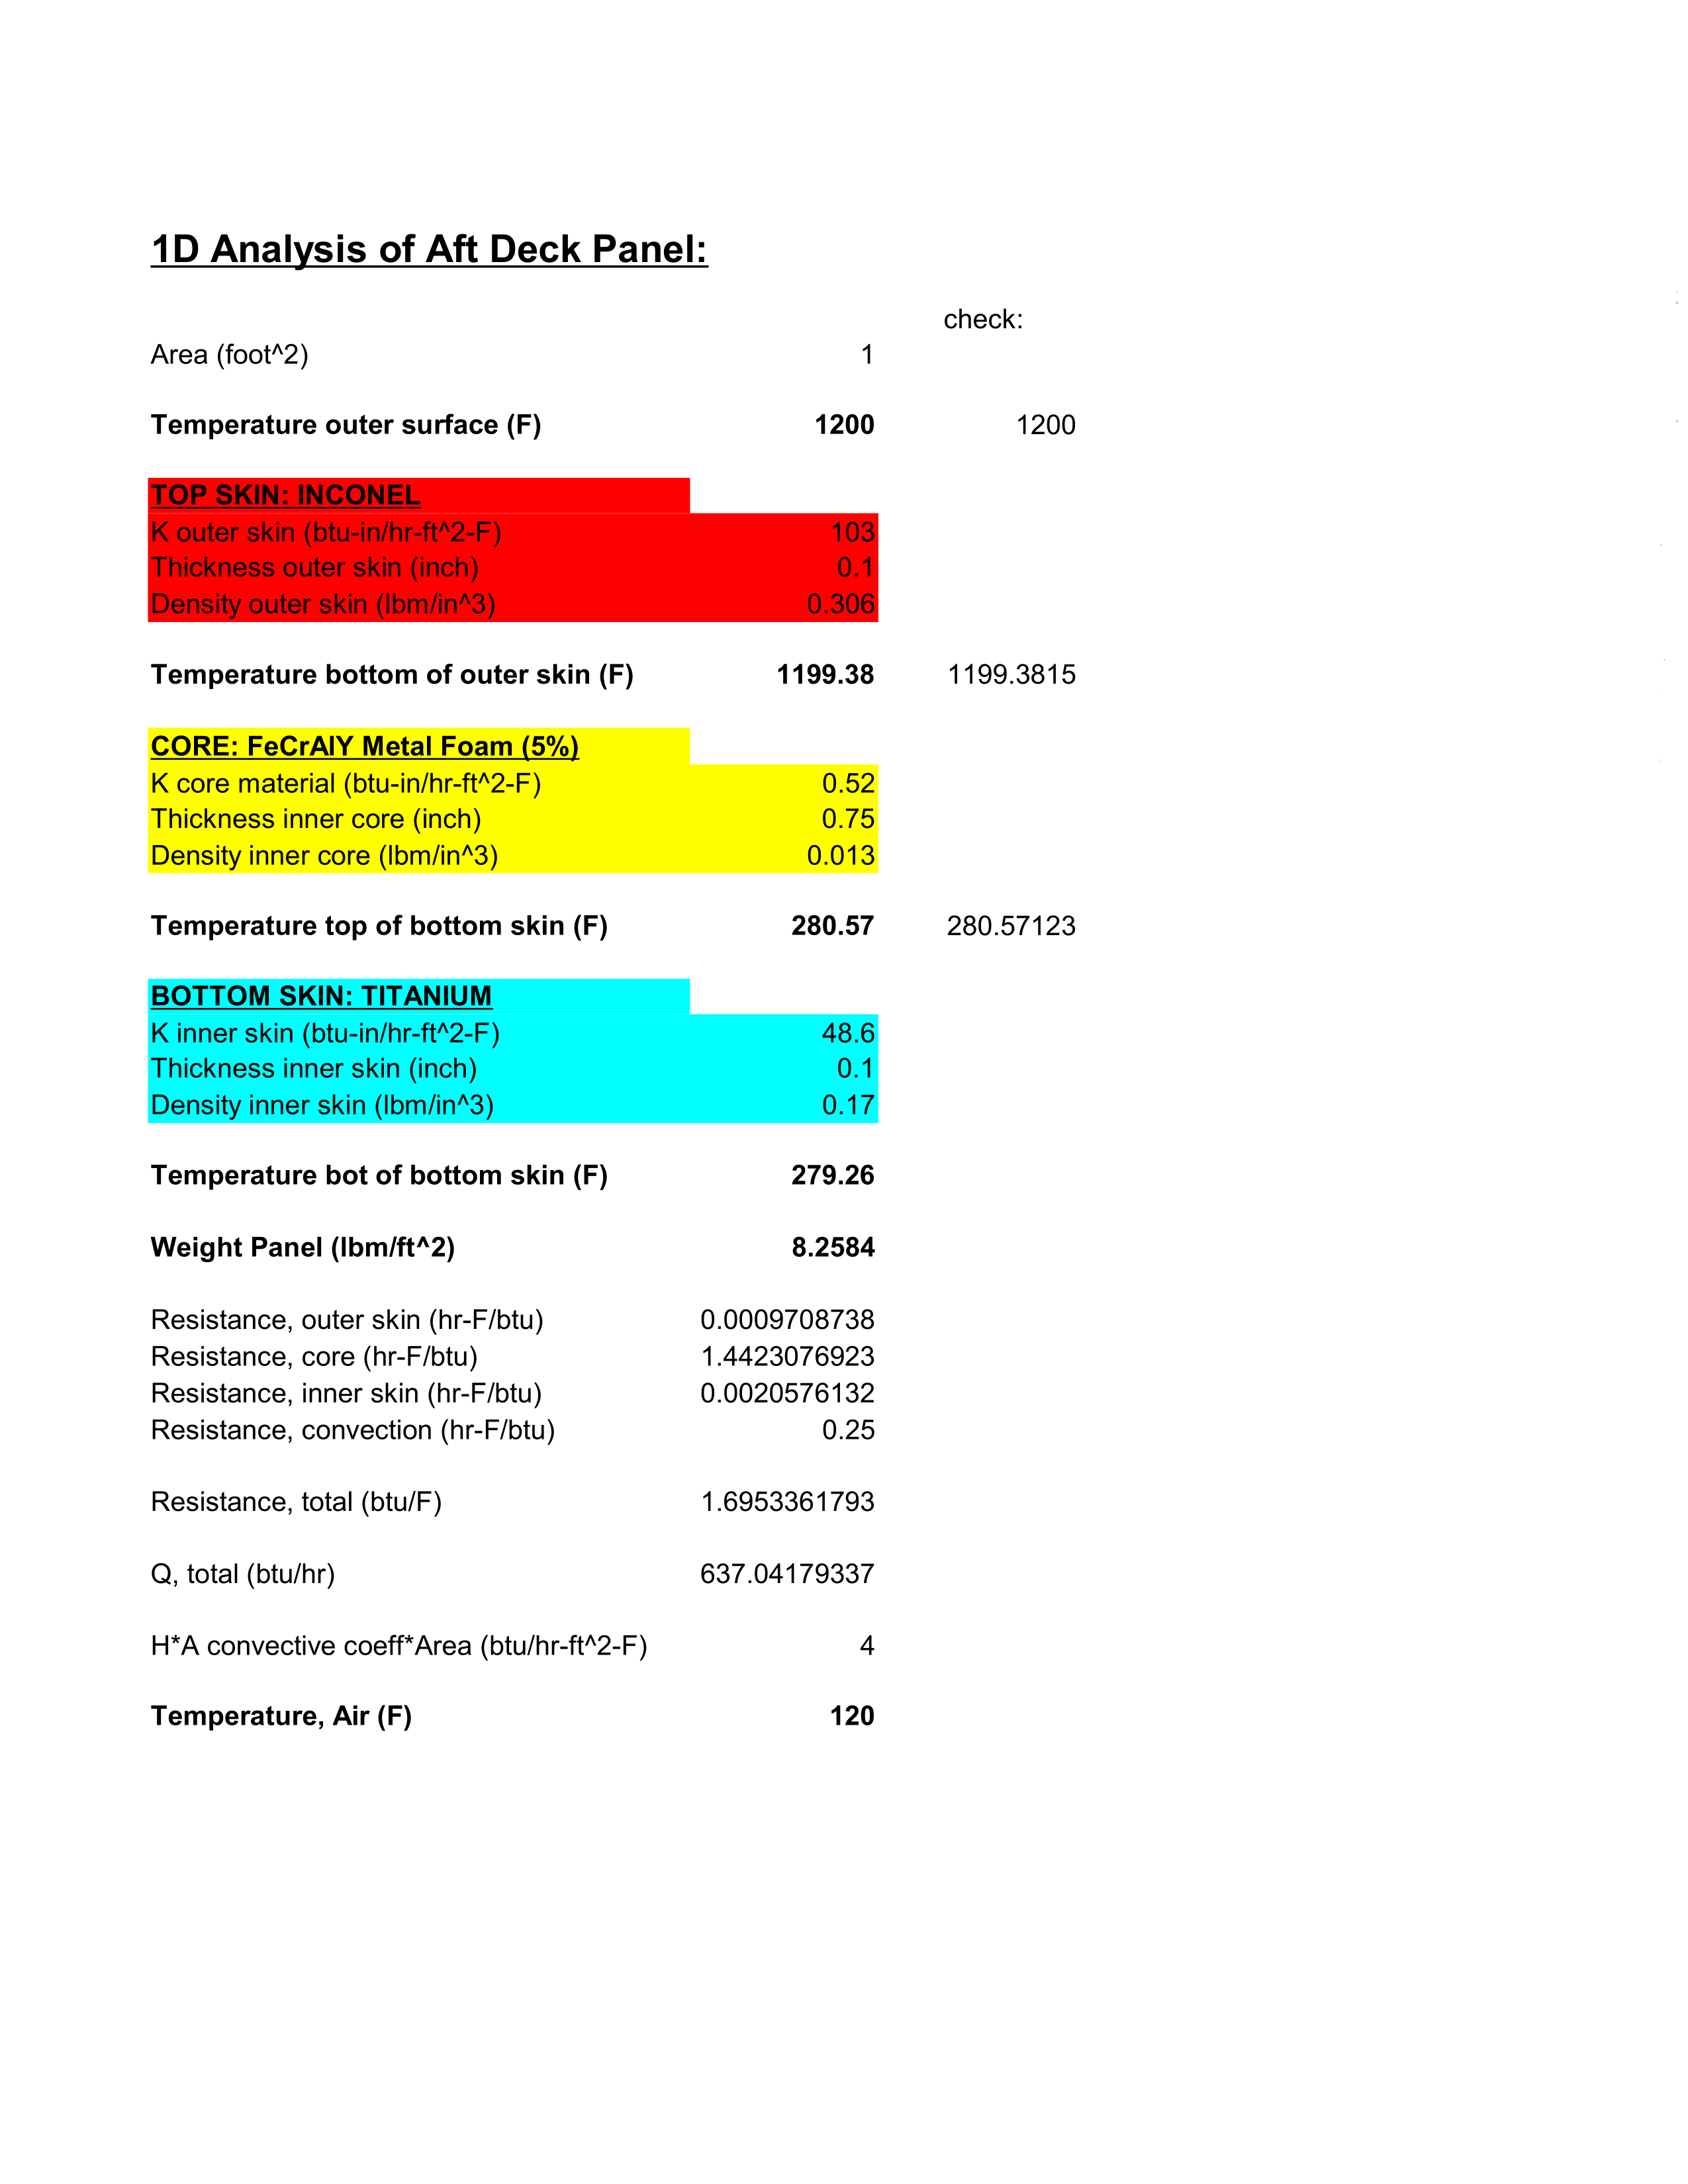 1D Analysis of Aft Deck Panel:
check:
Area (foot^2) 1
Temperature outer surface (F) 1200 1200
TOP SKIN: INCONEL
K outer skin (btu-in/hr-ft^2-F) 103
Thickness outer skin (inch) 0.1
Density outer skin (lbm/in^3) 0.306
Temperature bottom of outer skin (F) 1199.38 1199.3815
CORE: FeCrAlY Metal Foam (5%)
K core material (btu-in/hr-ft^2-F) 0.52
Thickness inner core (inch) 0.75
Density inner core (lbm/in^3) 0.013
Temperature top of bottom skin (F) 280.57 280.57123
BOTTOM SKIN: TITANIUM
K inner skin (btu-in/hr-ft^2-F) 48.6
Thickness inner skin (inch) 0.1
Density inner skin (lbm/in^3) 0.17
Temperature bot of bottom skin (F) 279.26
Weight Panel (lbm/ft^2) 8.2584
Resistance, outer skin (hr-F/btu) 0.0009708738
Resistance, core (hr-F/btu) 1.4423076923
Resistance, inner skin (hr-F/btu) 0.0020576132
Resistance, convection (hr-F/btu) 0.25
Resistance, total (btu/F) 1.6953361793
Q, total (btu/hr) 637.04179337
H*A convective coeff*Area (btu/hr-ft^2-F) 4
Temperature, Air (F) 120